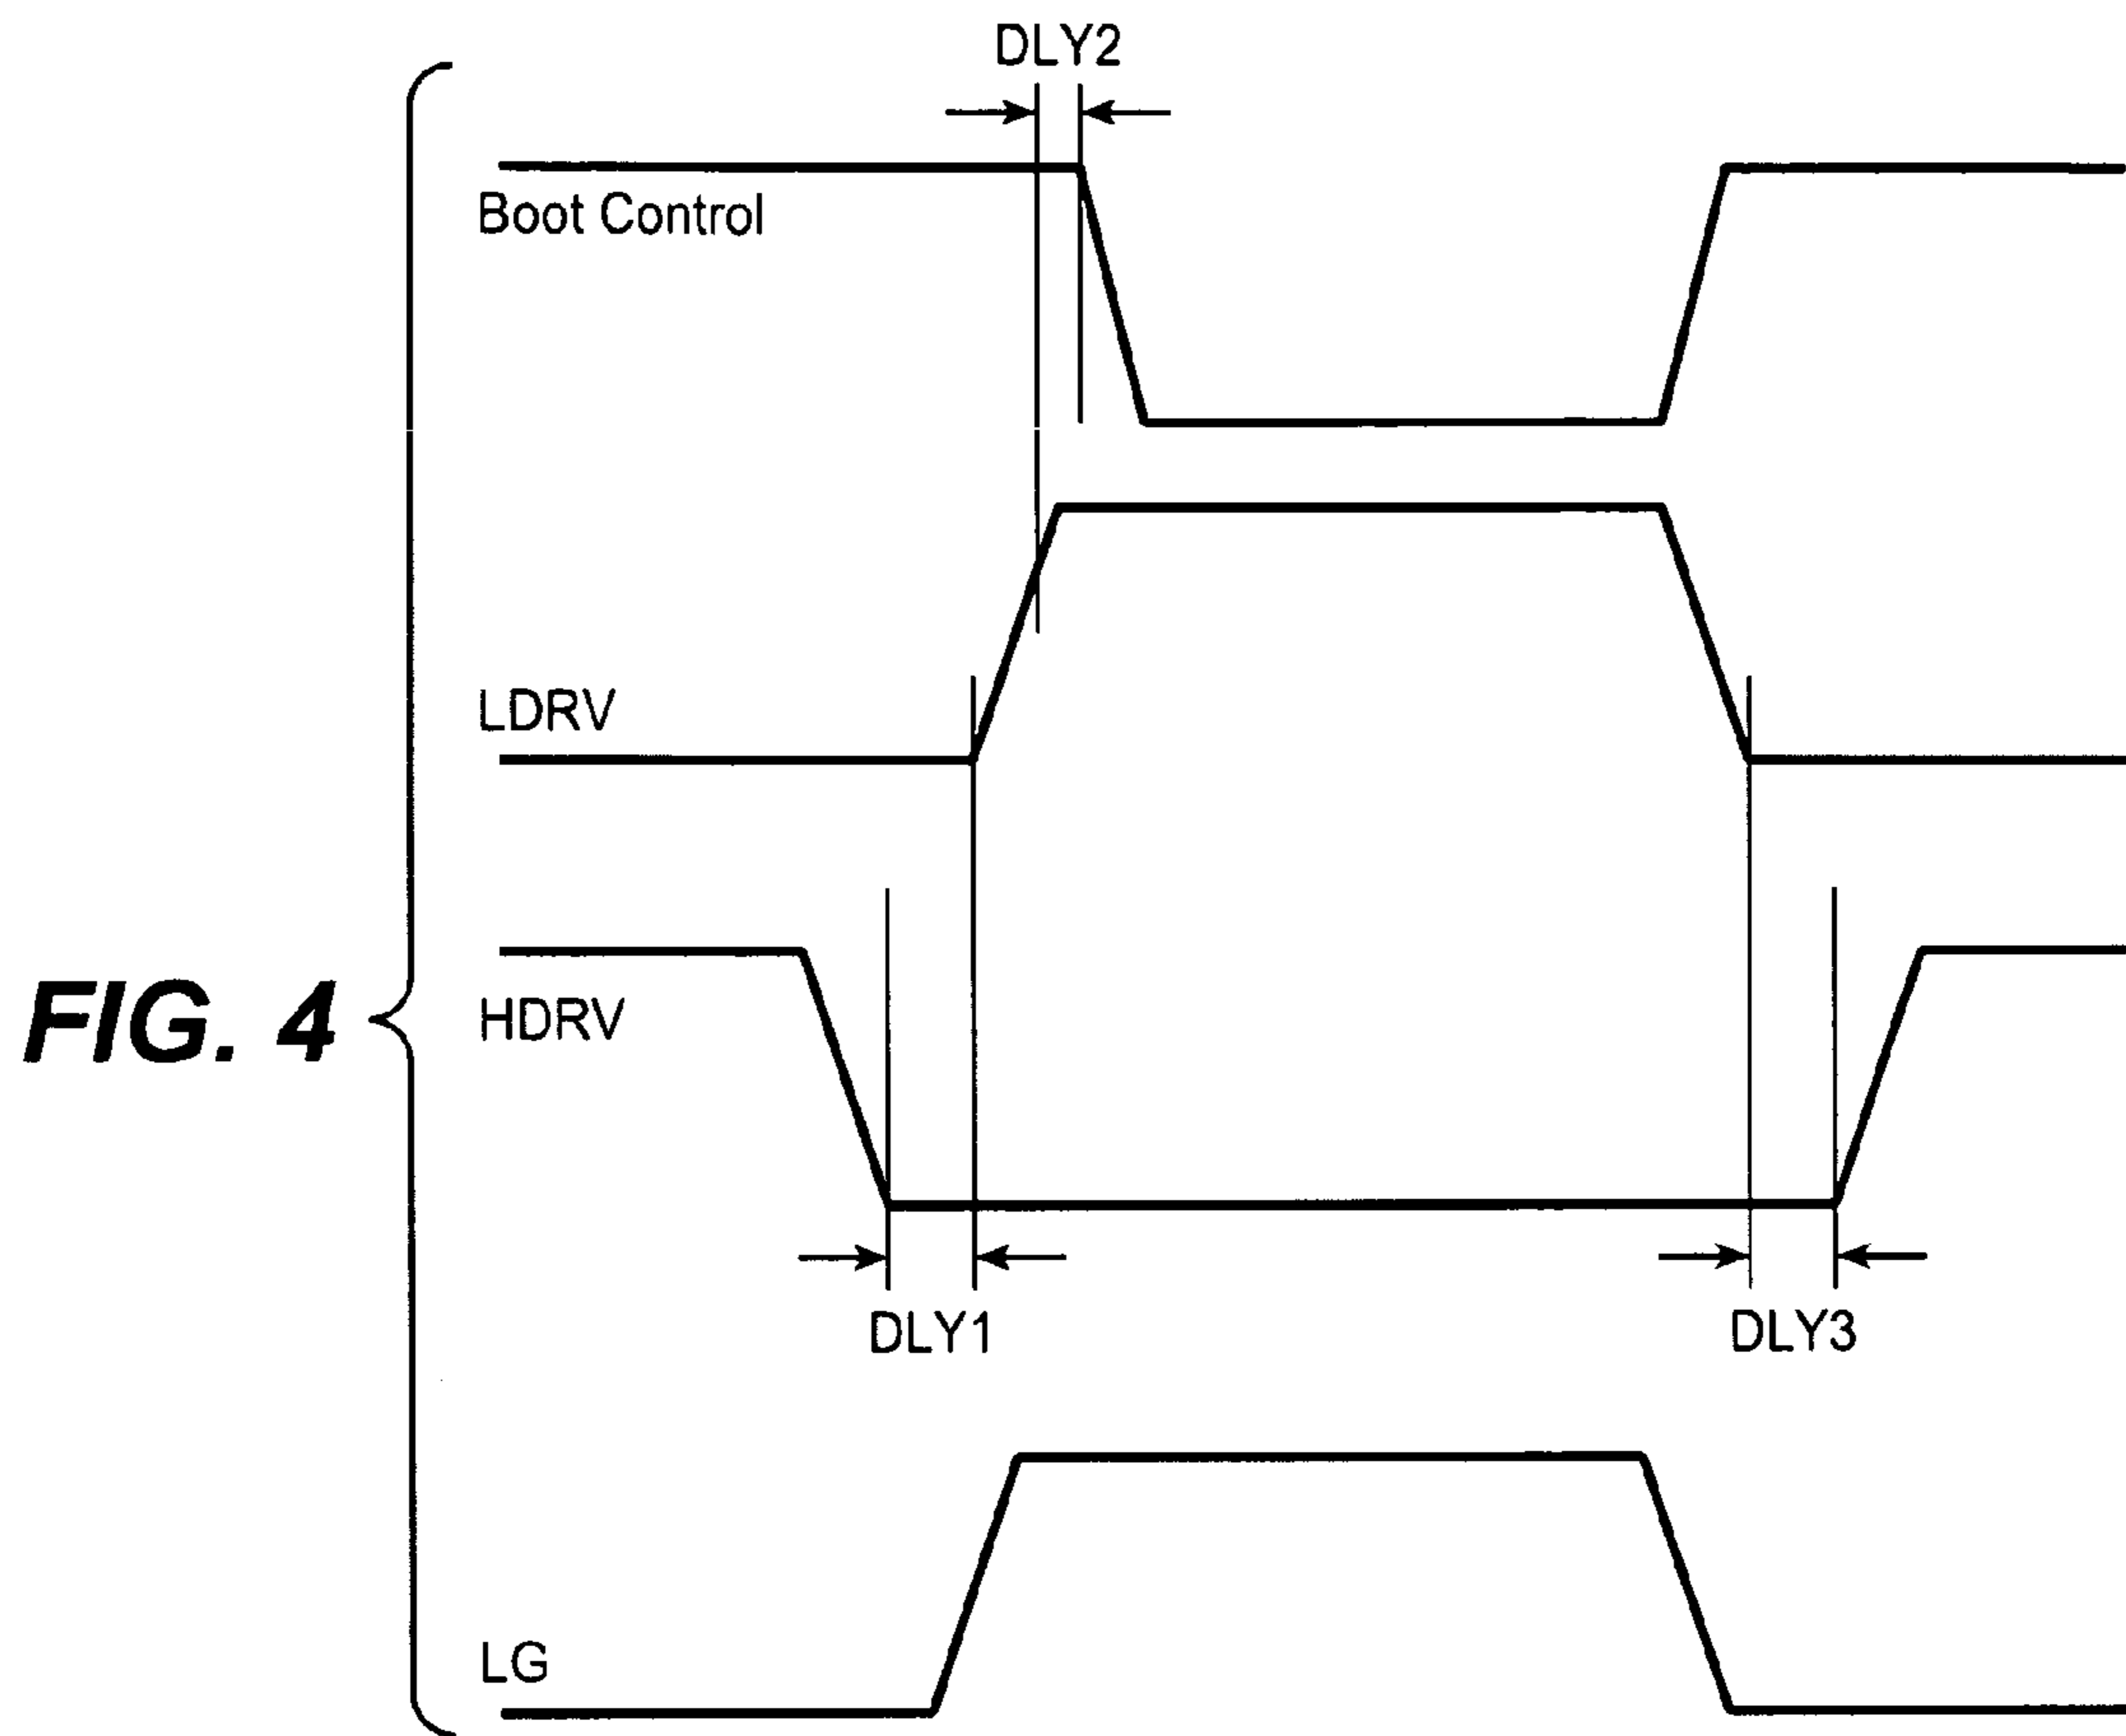 DLY2
Boot Control
LDRV
HDRV
FIG. 4
DLY1
DLY3
LG